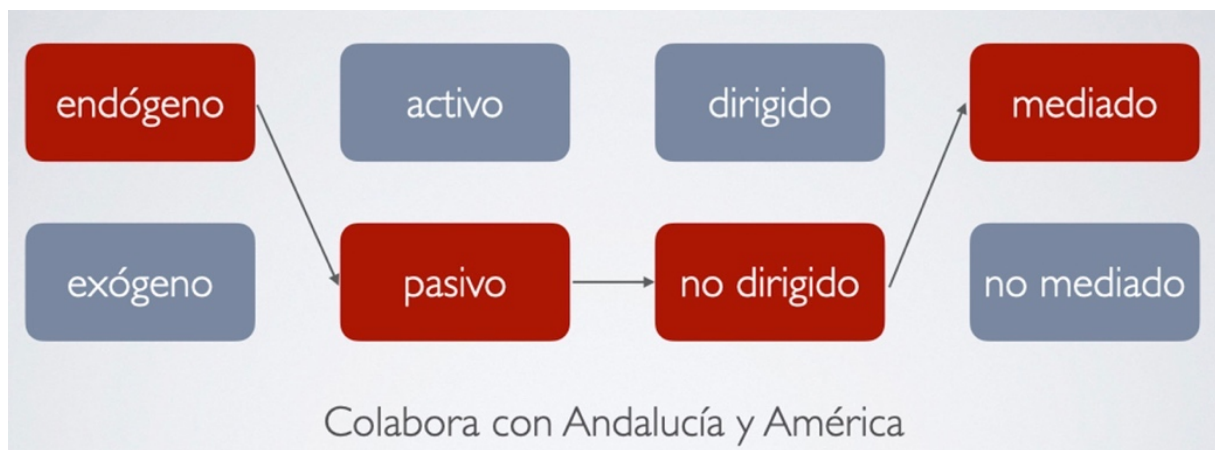 endógeno activo dirigido mediado
exógeno pasivo no dirigido no mediado
Colabora con Andalucía y América